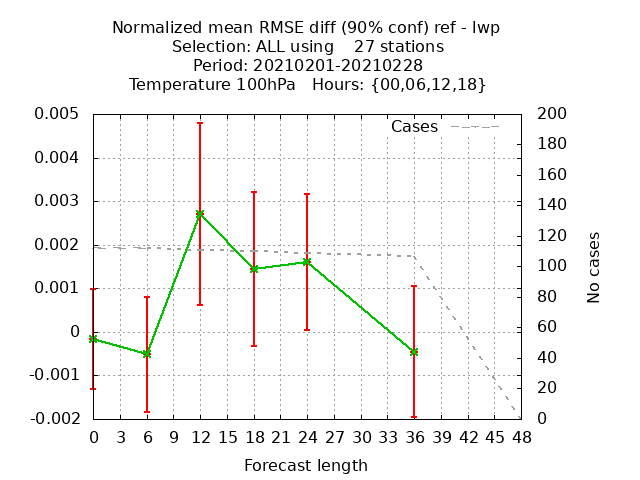 Normalized mean RMSE diff (90% conf) ref - lwp
Selection: ALL using    27 stations
Period: 20210201-20210228
Temperature 100hPa   Hours: {00,06,12,18}
Cases
0.005
0.004
0.003
0.002
0.001
0
-0.001
-0.002
200
180
160
140
120
100
80
60
40
20
0
No cases
0 3 6 9 12 15 18 21 24 27 30 33 36 39 42 45 48
Forecast length